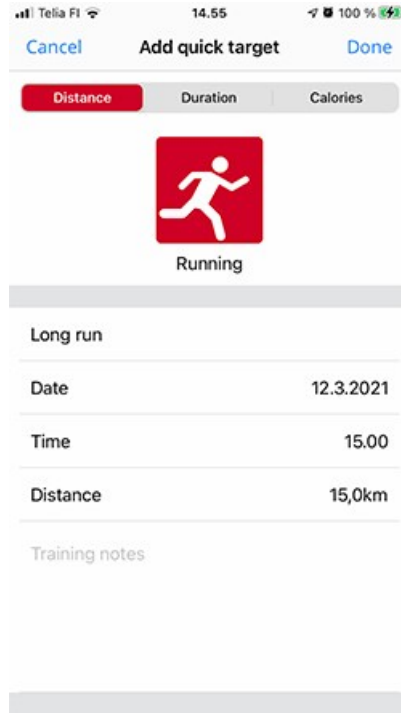 Telia FI 14.55 100 %
Cancel Add quick target Done
Distance Duration Calories
Running
Long run
Date 12.3.2021
Time 15.00
Distance 15,0km
Training notes